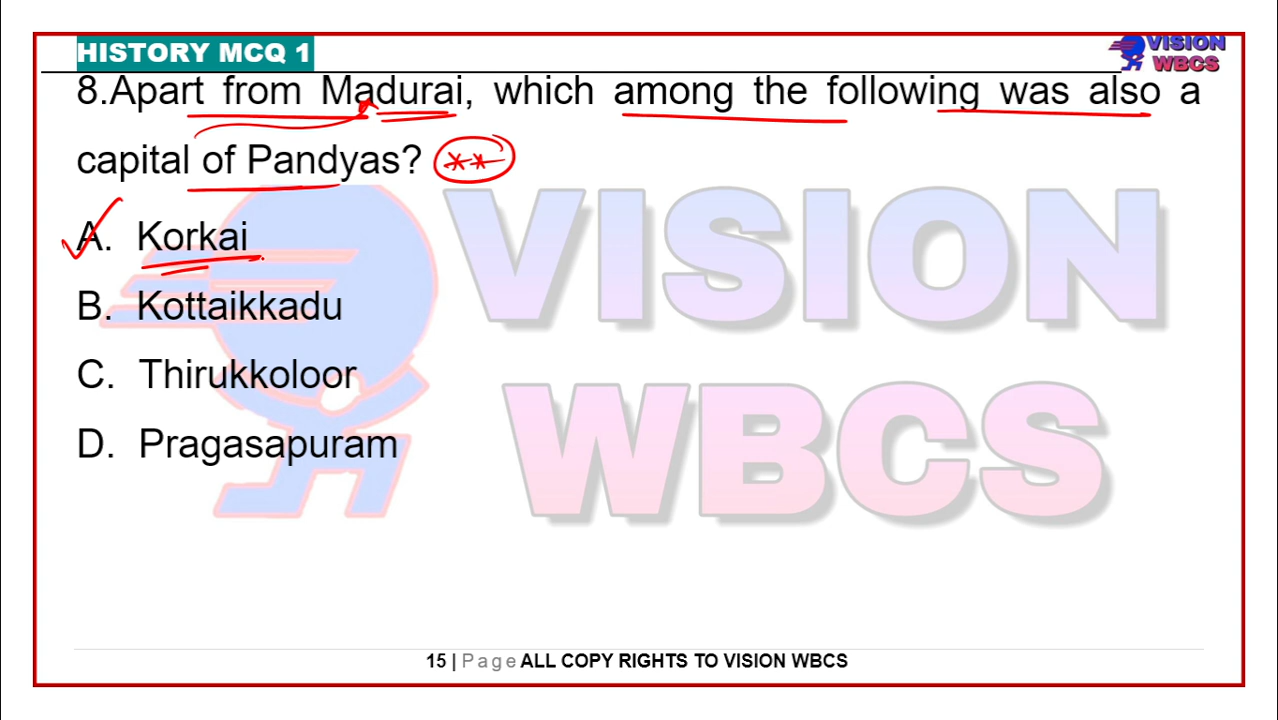 HISTORY MCQ 1
VISION
WBCS
8.Apart from Madurai, which among the following was also a
capital of Pandyas? **
A. Korkai
B. Kottaikkadu
C. Thirukkoloor
D. Pragasapuram
VISION
WBCS
15 | Page ALL COPY RIGHTS TO VISION WBCS